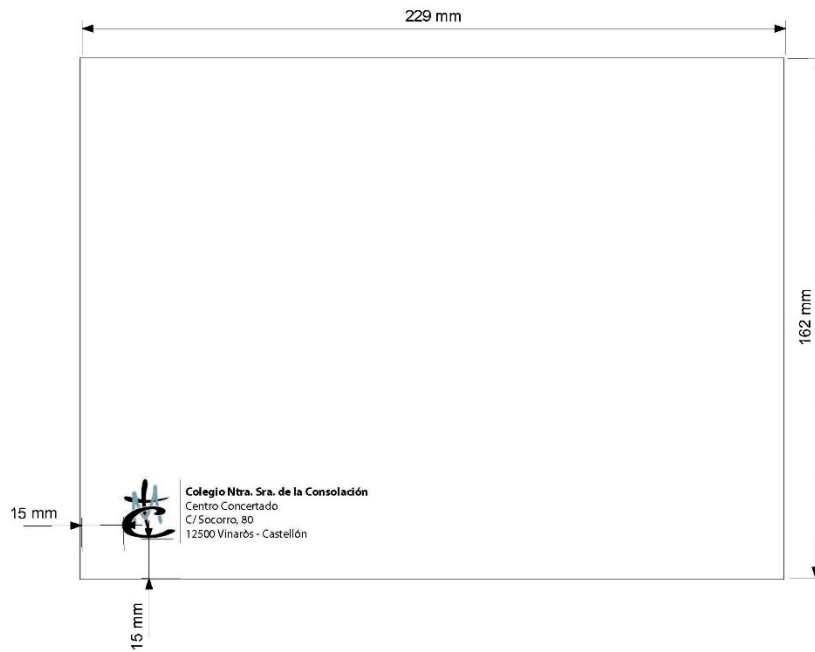 229 mm
162 mm
15 mm
Colegio Ntra. Sra. de la Consolación
Centro Concertado
C/ Socorro, 80
12500 Vinaròs - Castellón
15 mm